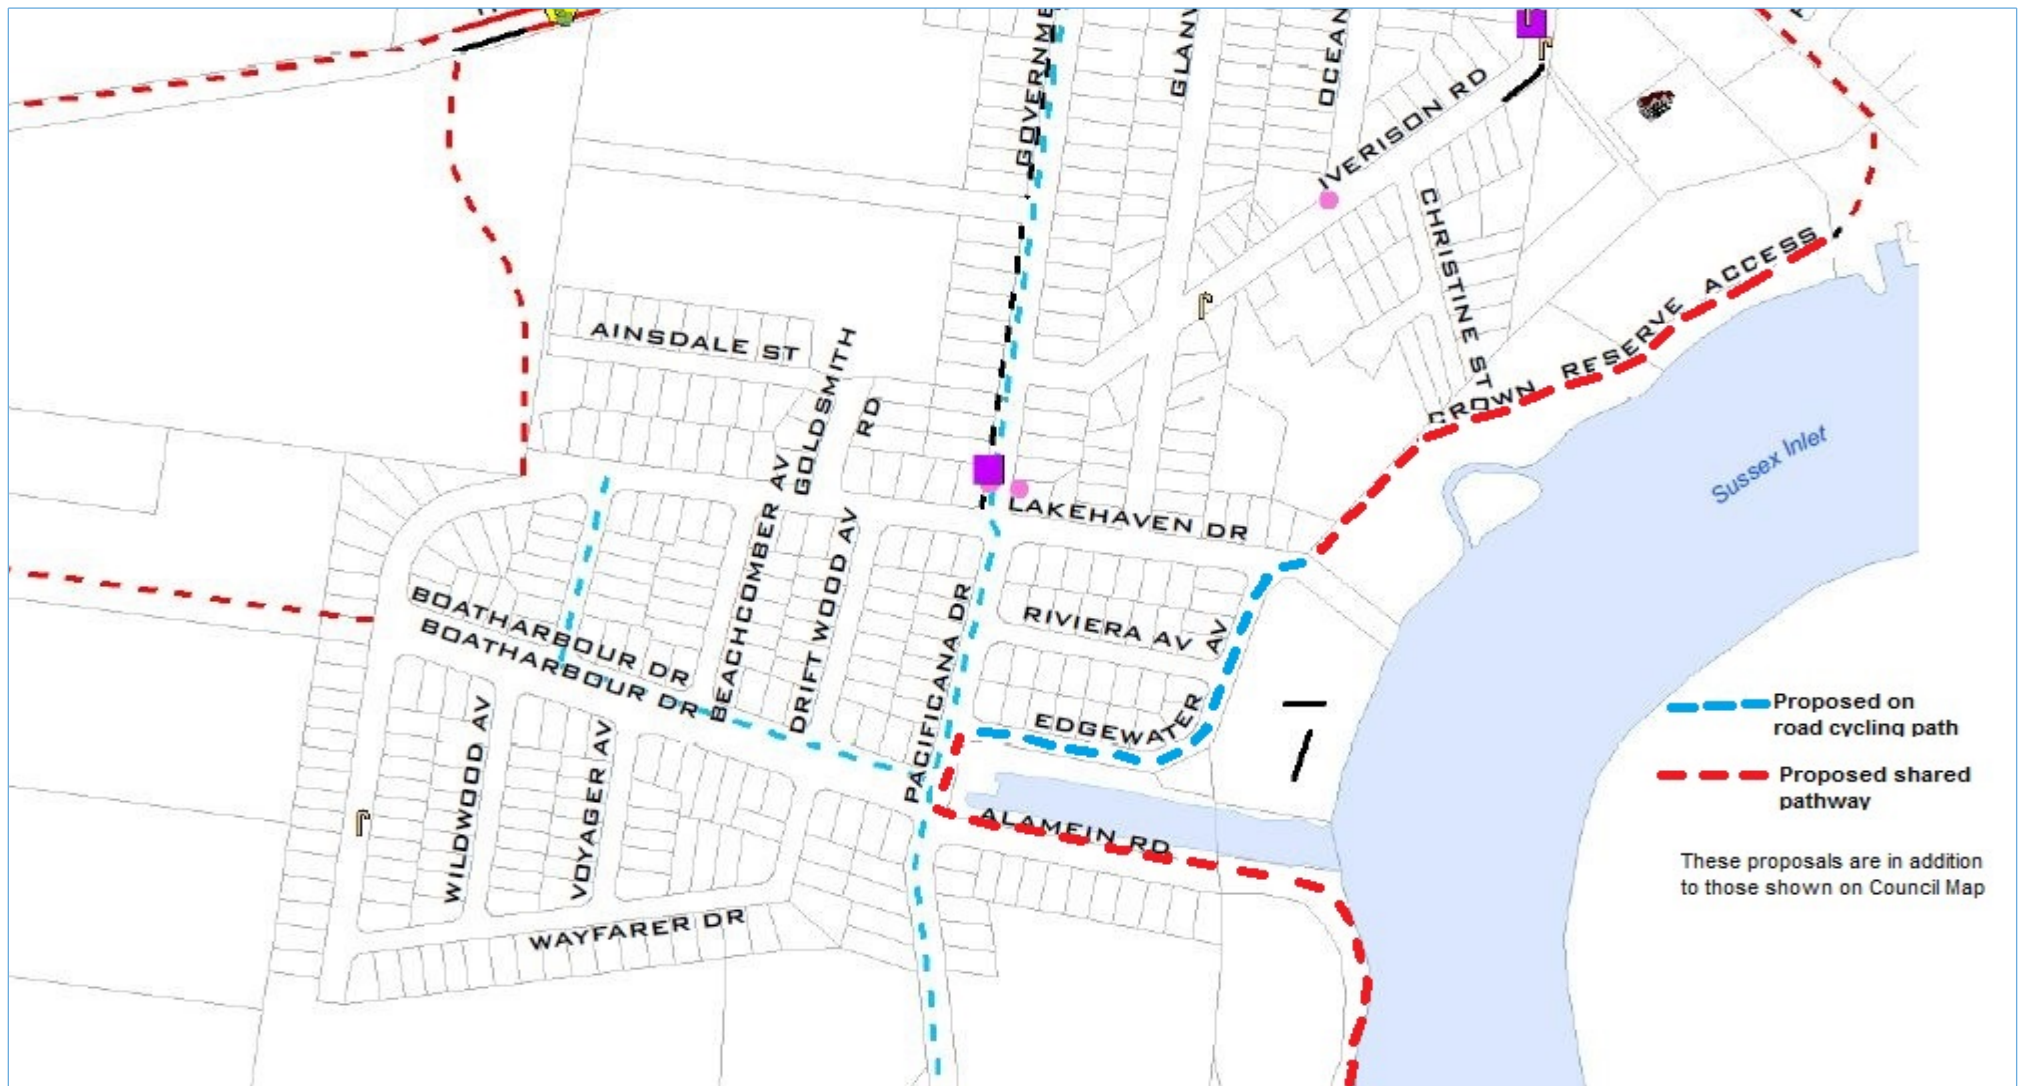 GOVERNME
GLANV
OCEAN
IVERISON RD
CHRISTINE ST
CROWN RESERVE ACCESS
AINSDALE ST
GOLDSMITH
RD
Sussex Inlet
LAKEHAVEN DR
BEACHCOMBER AV
DRIFT WOOD AV
BOATHARBOUR DR
BOATHARBOUR DR
PACIFICANA DR
RIVIERA AV
EDGEWATER
AV
WILDWOOD AV
VOYAGER AV
ALAMEIN RD
WAYFARER DR
Proposed on
road cycling path
Proposed shared
pathway
These proposals are in addition
to those shown on Council Map